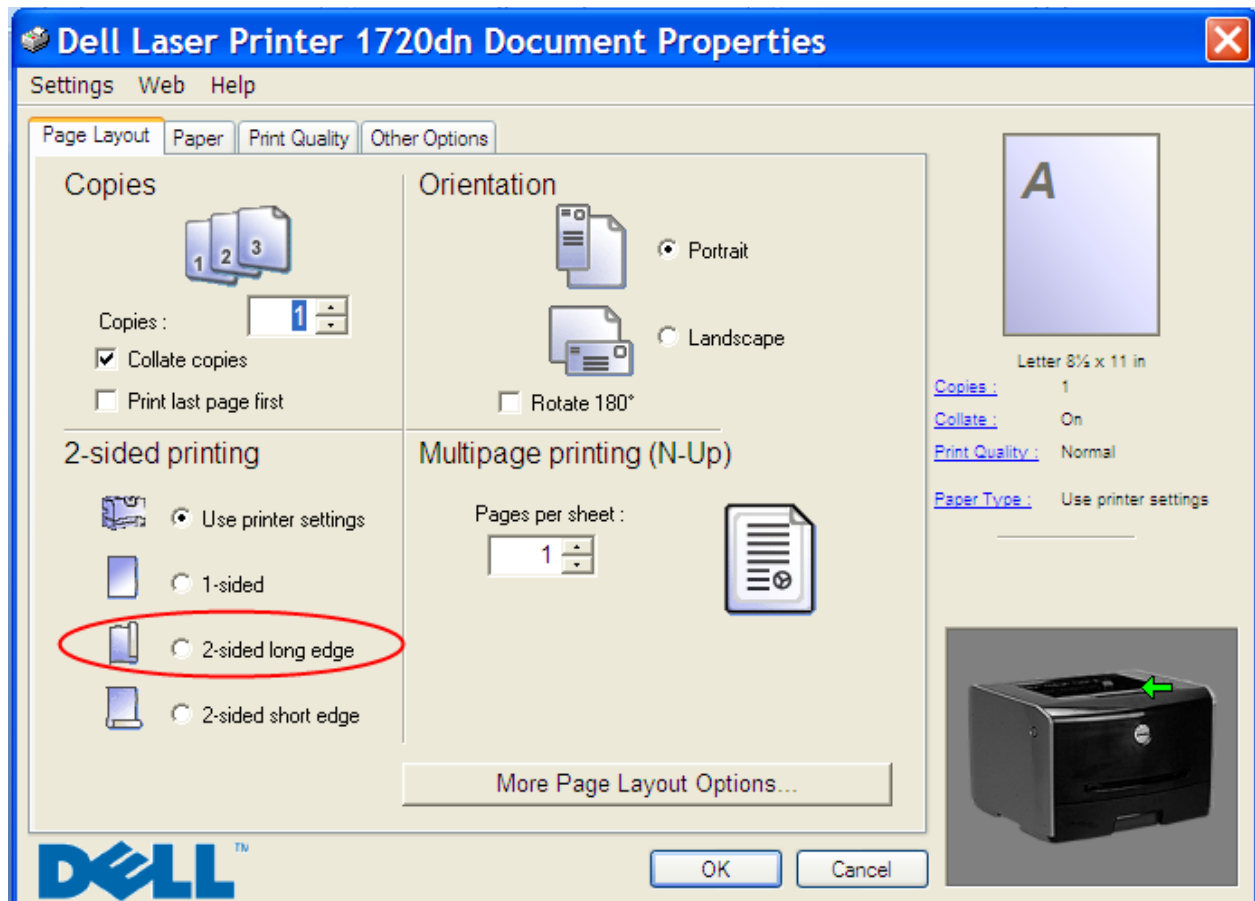 Dell Laser Printer 1720dn Document Properties
Settings Web Help
Page Layout Paper Print Quality Other Options
Copies
1 2 3
Copies : 1
Collate copies
Print last page first
Orientation
Portrait
Landscape
Rotate 180°
2-sided printing
Use printer settings
1-sided
2-sided long edge
2-sided short edge
Multipage printing (N-Up)
Pages per sheet :
1
More Page Layout Options...
A
Letter 8½ x 11 in
Copies : 1
Collate : On
Print Quality : Normal
Paper Type : Use printer settings
DELL™
OK Cancel